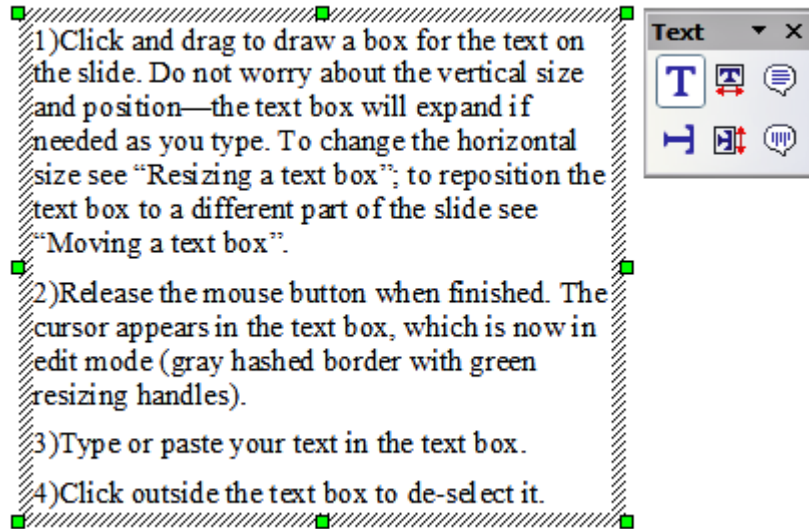 1)Click and drag to draw a box for the text on
the slide. Do not worry about the vertical size
and position—the text box will expand if
needed as you type. To change the horizontal
size see “Resizing a text box”; to reposition the
text box to a different part of the slide see
“Moving a text box”.
2)Release the mouse button when finished. The
cursor appears in the text box, which is now in
edit mode (gray hashed border with green
resizing handles).
3)Type or paste your text in the text box.
4)Click outside the text box to de-select it.
Text